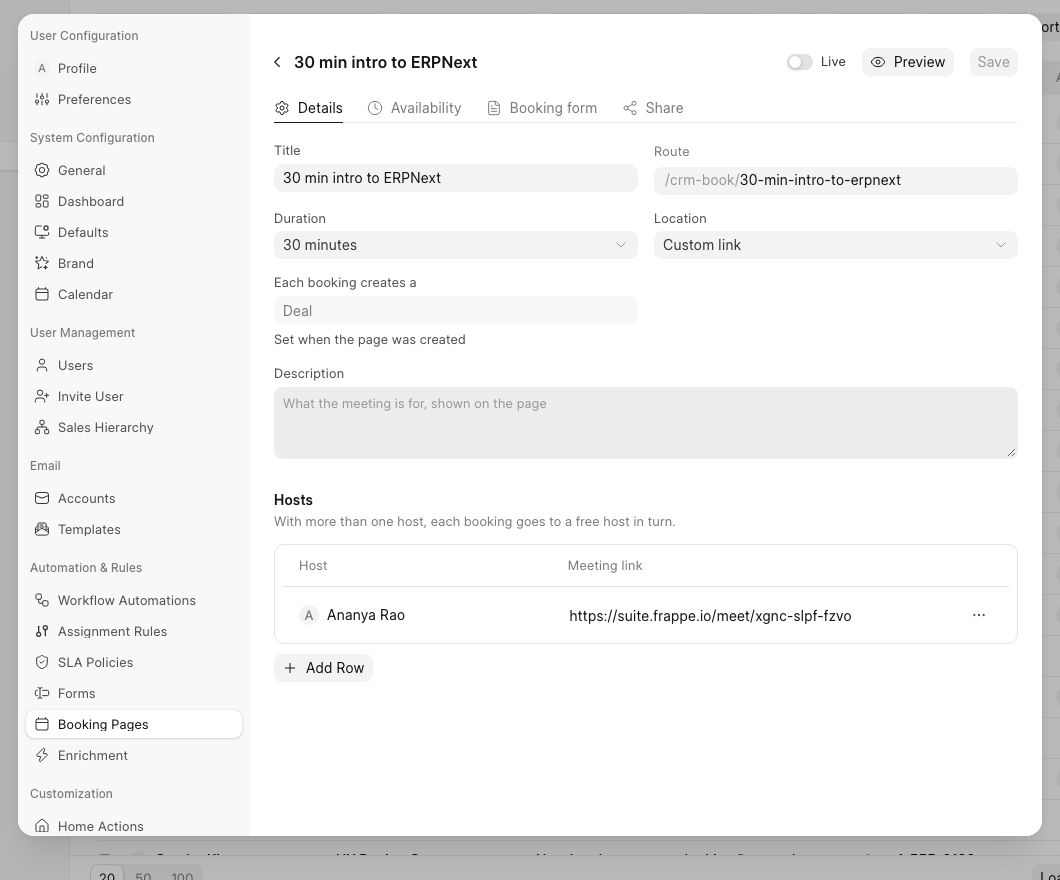 User Configuration
A Profile
Preferences
System Configuration
General
Dashboard
Defaults
Brand
Calendar
User Management
Users
Invite User
Sales Hierarchy
Email
Accounts
Templates
Automation & Rules
Workflow Automations
Assignment Rules
SLA Policies
Forms
Booking Pages
Enrichment
Customization
Home Actions
30 min intro to ERPNext
Live
Preview
Save
Details
Availability
Booking form
Share
Title
30 min intro to ERPNext
Route
/crm-book/30-min-intro-to-erpnext
Duration
30 minutes
Location
Custom link
Each booking creates a
Deal
Set when the page was created
Description
What the meeting is for, shown on the page
Hosts
With more than one host, each booking goes to a free host in turn.
Host Meeting link
A Ananya Rao https://suite.frappe.io/meet/xgnc-slpf-fzvo
Add Row
20 50 100